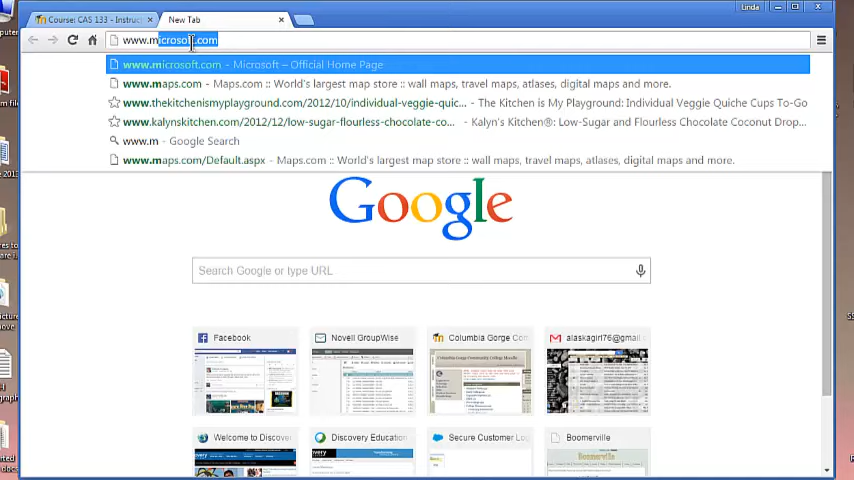 Linda
Course: CAS 133 - Instruc
New Tab
www.microsoft.com
www.microsoft.com - Microsoft – Official Home Page
www.maps.com - Maps.com :: World's largest map store :: wall maps, travel maps, atlases, digital maps and more.
www.thekitchenismyplayground.com/2012/10/individual-veggie-quic... - The Kitchen is My Playground: Individual Veggie Quiche Cups To-Go
www.kalynskitchen.com/2012/12/low-sugar-flourless-chocolate-co... - Kalyn's Kitchen®: Low-Sugar and Flourless Chocolate Coconut Drop...
www.m - Google Search
www.maps.com/Default.aspx - Maps.com :: World's largest map store :: wall maps, travel maps, atlases, digital maps and more.
Google
Search Google or type URL
Facebook
Novell GroupWise
Columbia Gorge Com
alaskagirl76@gmail
Welcome to Discover
Discovery Education
Secure Customer Log
Boomerville